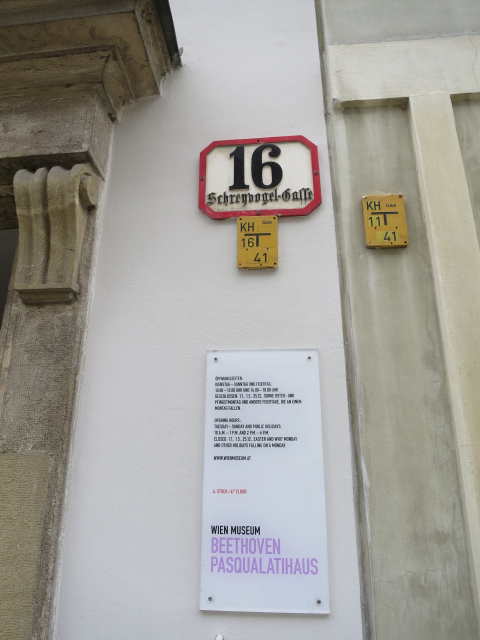 16
Schreyvogel-Gasse
KH
16
41
KH
11
41
ÖFFNUNGSZEITEN:
DIENSTAG – SONNTAG UND FEIERTAG,
10.00 – 13.00 UHR UND 14.00 – 18.00 UHR
GESCHLOSSEN: 1.1., 1.5., 25.12., SOWIE OSTER- UND
PFINGSTMONTAG UND ANDERE FEIERTAGE, DIE AN EINEM
MONTAG FALLEN.
OPENING HOURS:
TUESDAY – SUNDAY AND PUBLIC HOLIDAYS,
10 A.M. – 1 P.M. AND 2 P.M. – 6 P.M.
CLOSED: 1.1., 1.5., 25.12., EASTER AND WHIT MONDAY
AND OTHER HOLIDAYS FALLING ON A MONDAY.
WWW.WIENMUSEUM.AT
4. STOCK / 4TH FLOOR
WIEN MUSEUM
BEETHOVEN
PASQUALATIHAUS